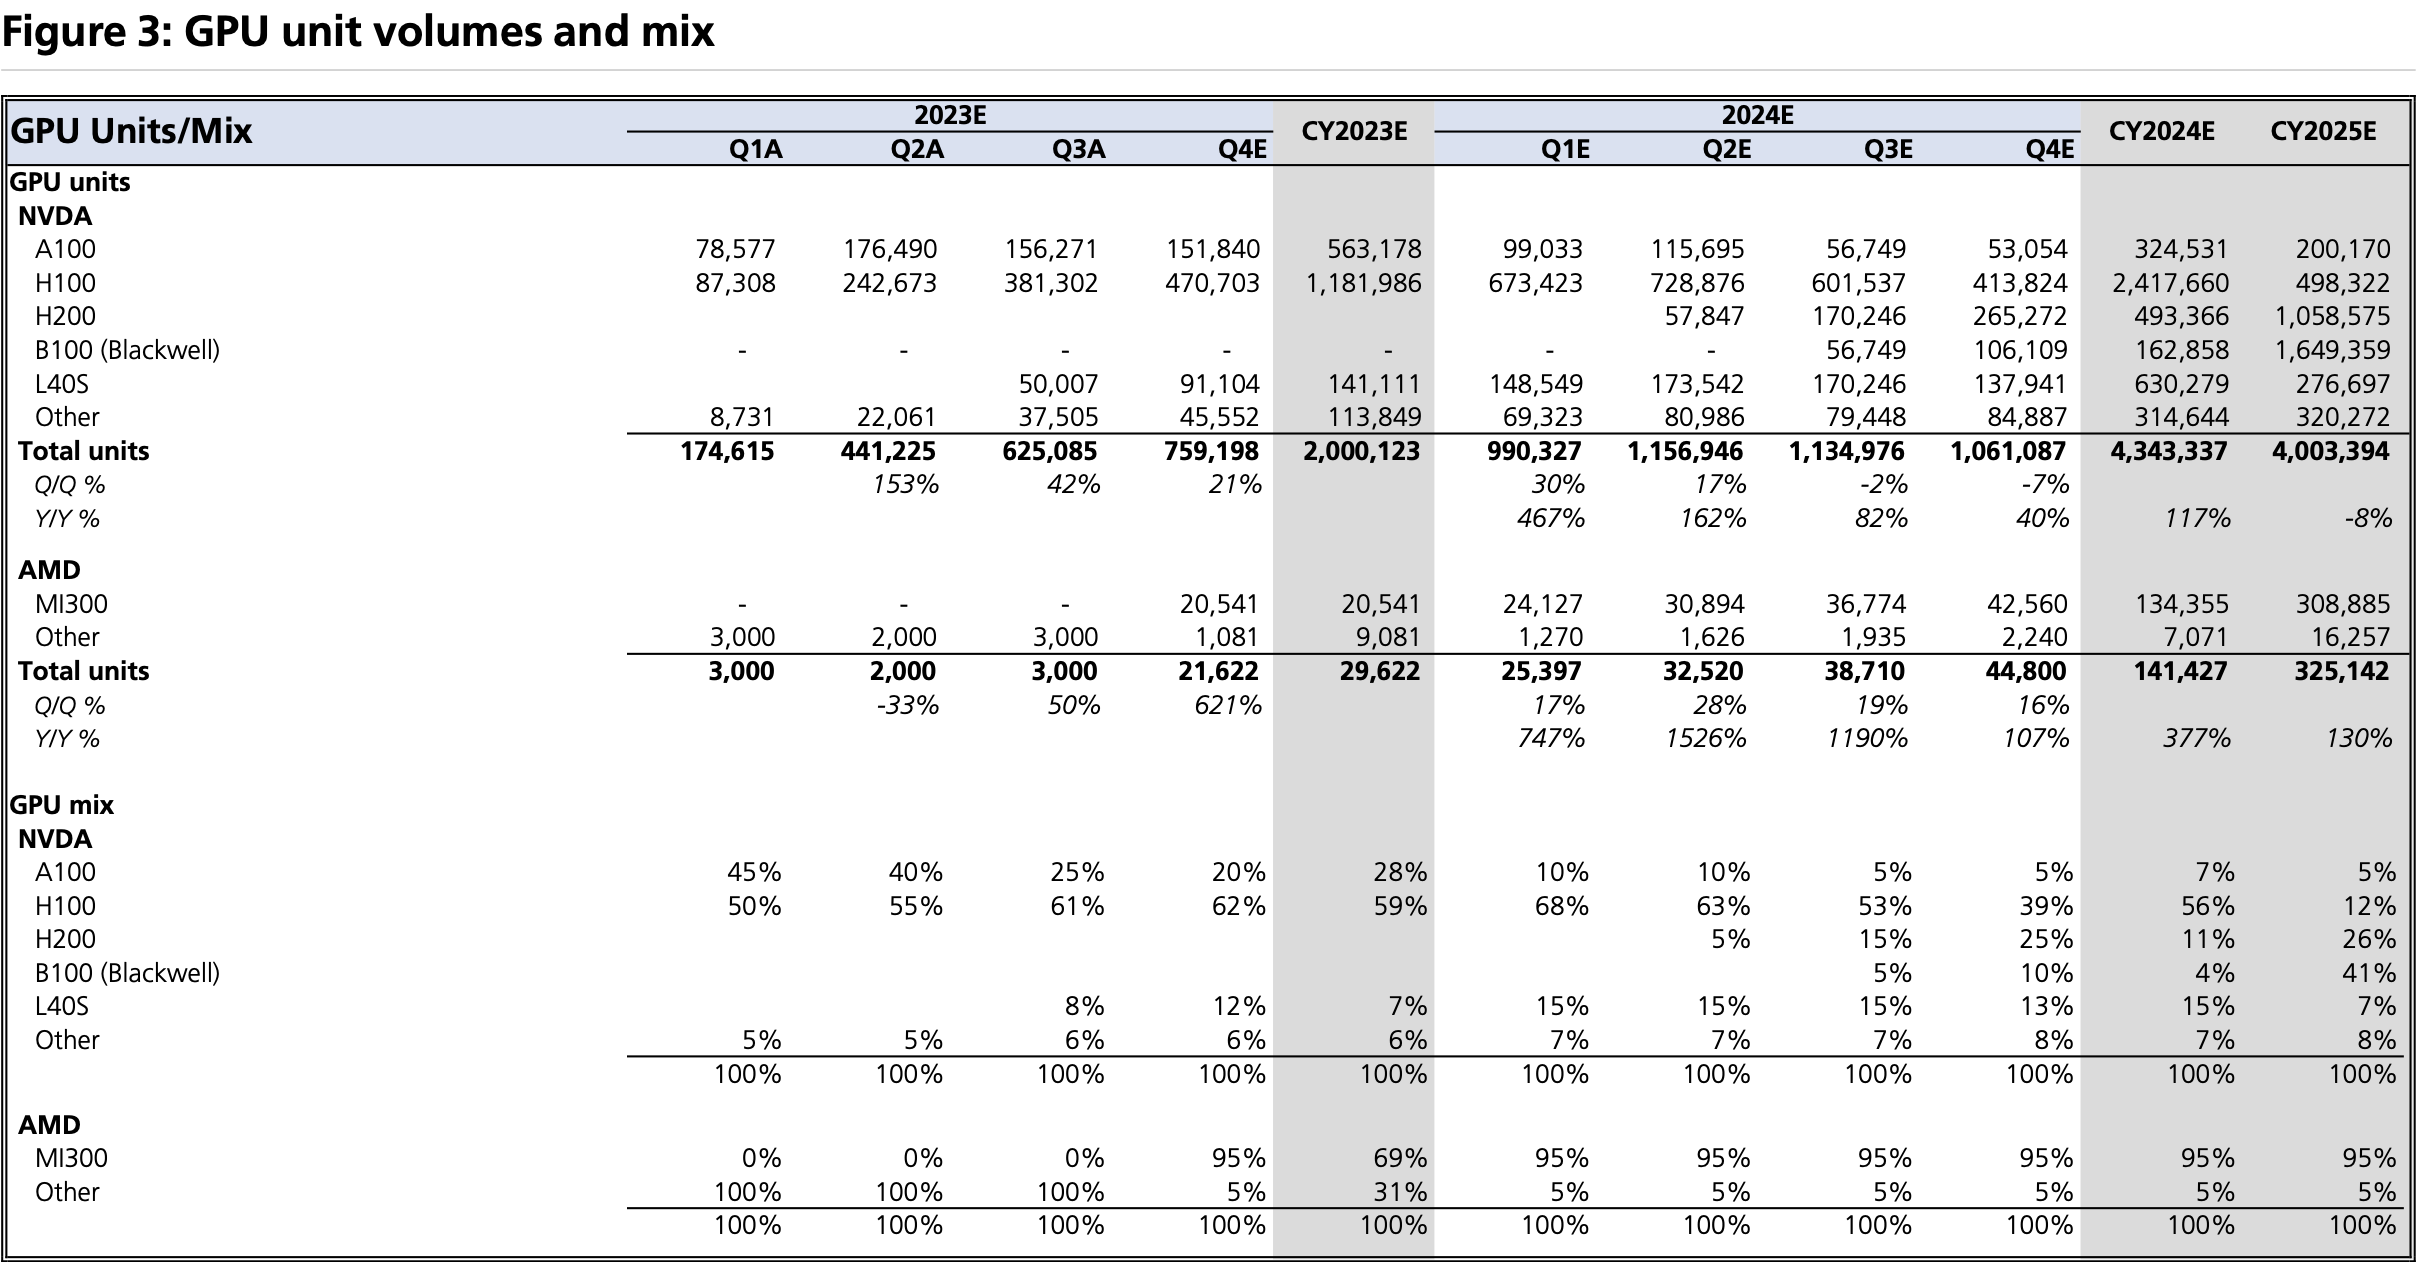 Figure 3: GPU unit volumes and mix
GPU Units/Mix 2023E CY2023E 2024E CY2024E CY2025E
Q1A Q2A Q3A Q4E Q1E Q2E Q3E Q4E
GPU units
NVDA
A100 78,577 176,490 156,271 151,840 563,178 99,033 115,695 56,749 53,054 324,531 200,170
H100 87,308 242,673 381,302 470,703 1,181,986 673,423 728,876 601,537 413,824 2,417,660 498,322
H200 57,847 170,246 265,272 493,366 1,058,575
B100 (Blackwell) - - - - - - - 56,749 106,109 162,858 1,649,359
L40S 50,007 91,104 141,111 148,549 173,542 170,246 137,941 630,279 276,697
Other 8,731 22,061 37,505 45,552 113,849 69,323 80,986 79,448 84,887 314,644 320,272
Total units 174,615 441,225 625,085 759,198 2,000,123 990,327 1,156,946 1,134,976 1,061,087 4,343,337 4,003,394
Q/Q % 153% 42% 21% 30% 17% -2% -7%
Y/Y % 467% 162% 82% 40% 117% -8%
AMD
MI300 - - - 20,541 20,541 24,127 30,894 36,774 42,560 134,355 308,885
Other 3,000 2,000 3,000 1,081 9,081 1,270 1,626 1,935 2,240 7,071 16,257
Total units 3,000 2,000 3,000 21,622 29,622 25,397 32,520 38,710 44,800 141,427 325,142
Q/Q % -33% 50% 621% 17% 28% 19% 16%
Y/Y % 747% 1526% 1190% 107% 377% 130%
GPU mix
NVDA
A100 45% 40% 25% 20% 28% 10% 10% 5% 5% 7% 5%
H100 50% 55% 61% 62% 59% 68% 63% 53% 39% 56% 12%
H200 5% 15% 25% 11% 26%
B100 (Blackwell) 5% 10% 4% 41%
L40S 8% 12% 7% 15% 15% 15% 13% 15% 7%
Other 5% 5% 6% 6% 6% 7% 7% 7% 8% 7% 8%
100% 100% 100% 100% 100% 100% 100% 100% 100% 100% 100%
AMD
MI300 0% 0% 0% 95% 69% 95% 95% 95% 95% 95% 95%
Other 100% 100% 100% 5% 31% 5% 5% 5% 5% 5% 5%
100% 100% 100% 100% 100% 100% 100% 100% 100% 100% 100%